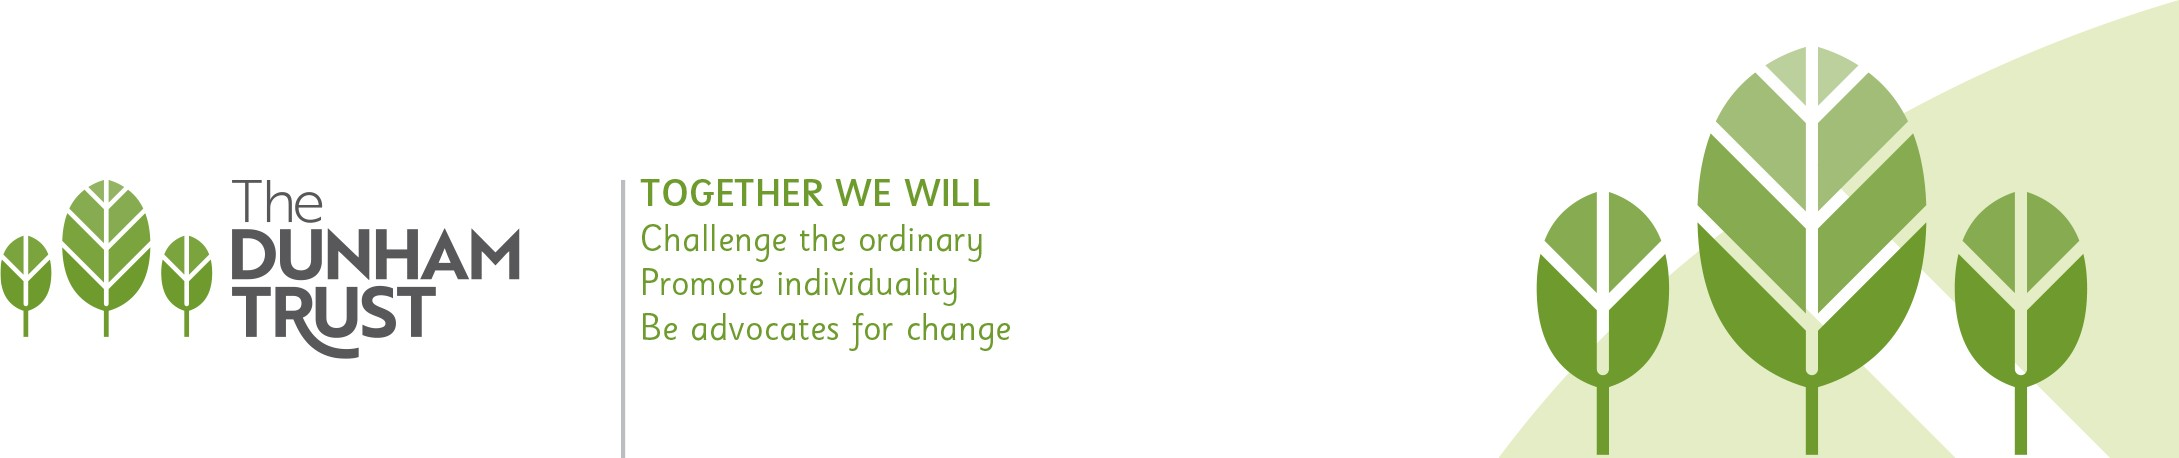 The
DUNHAM
TRUST
TOGETHER WE WILL
Challenge the ordinary
Promote individuality
Be advocates for change